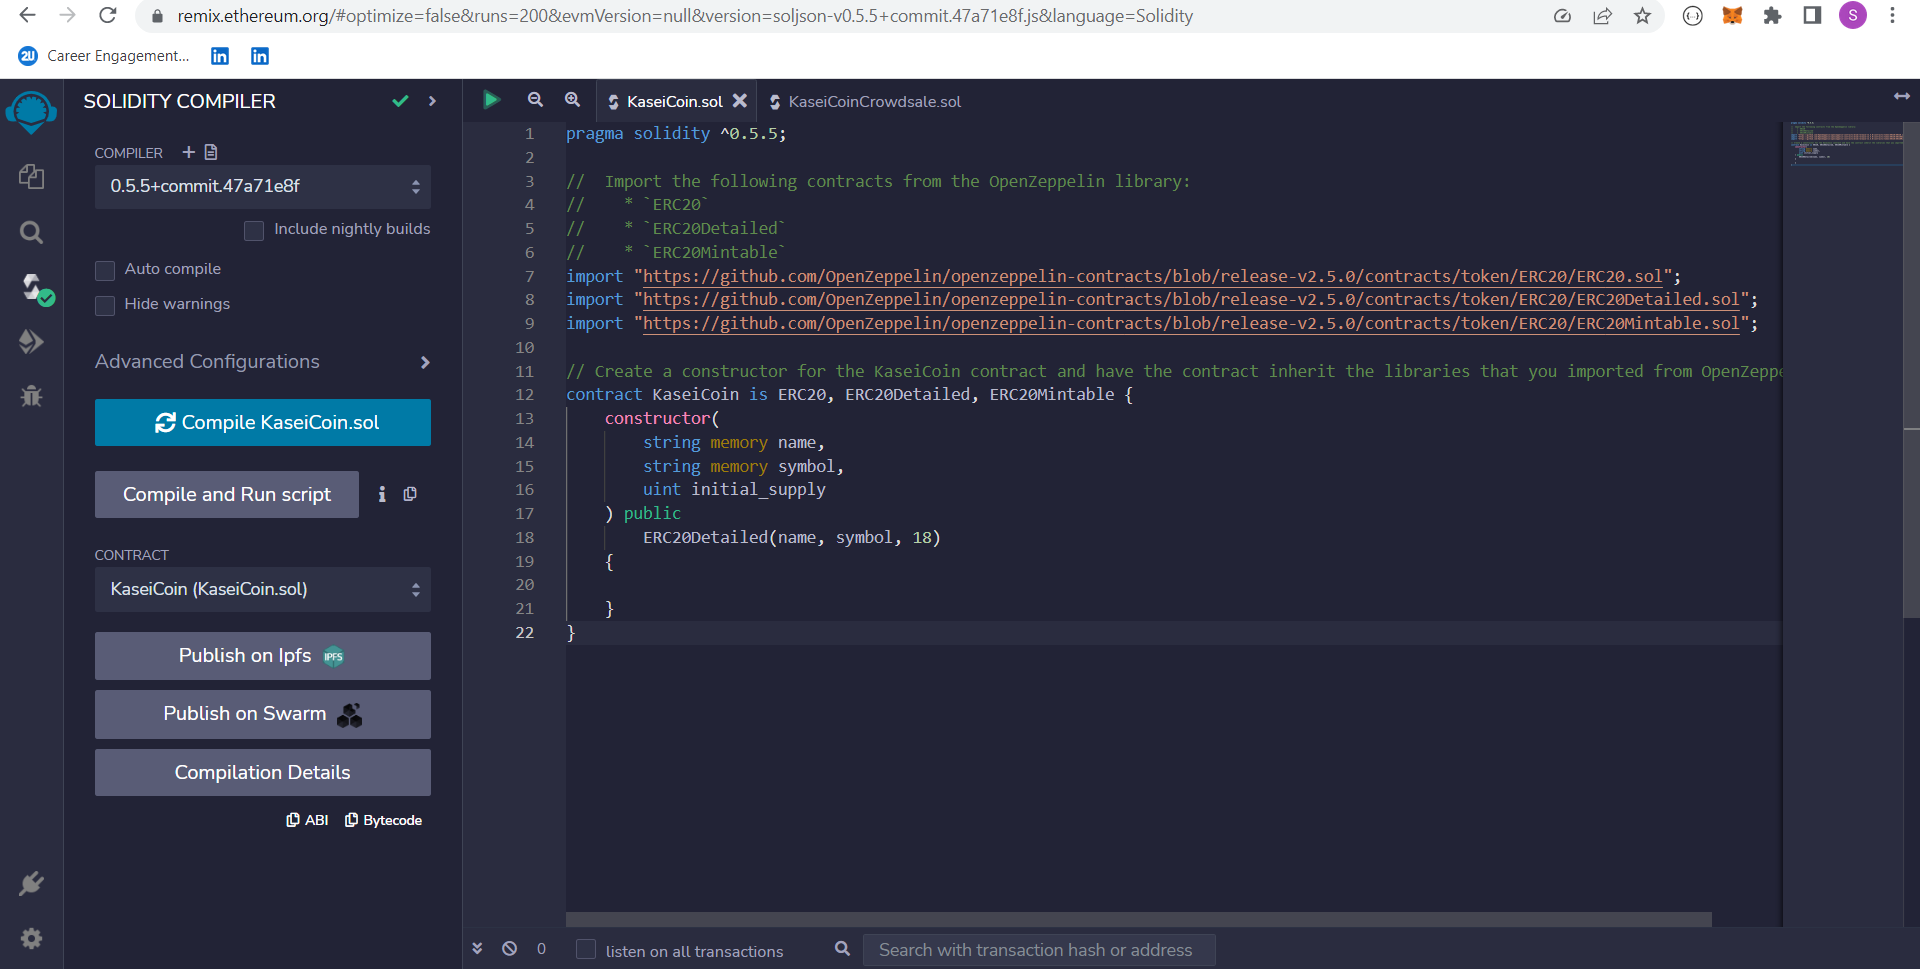 remix.ethereum.org/#optimize=false&runs=200&evmVersion=null&version=soljson-v0.5.5+commit.47a71e8f.js&language=Solidity
S
2U Career Engagement...
in in
SOLIDITY COMPILER
KaseiCoin.sol
KaseiCoinCrowdsale.sol
COMPILER
0.5.5+commit.47a71e8f
Include nightly builds
Auto compile
Hide warnings
Advanced Configurations
Compile KaseiCoin.sol
Compile and Run script
CONTRACT
KaseiCoin (KaseiCoin.sol)
Publish on Ipfs IPFS
Publish on Swarm
Compilation Details
ABI Bytecode
1 pragma solidity ^0.5.5;
2
3 //  Import the following contracts from the OpenZeppelin library:
4 //    * `ERC20`
5 //    * `ERC20Detailed`
6 //    * `ERC20Mintable`
7 import "https://github.com/OpenZeppelin/openzeppelin-contracts/blob/release-v2.5.0/contracts/token/ERC20/ERC20.sol";
8 import "https://github.com/OpenZeppelin/openzeppelin-contracts/blob/release-v2.5.0/contracts/token/ERC20/ERC20Detailed.sol";
9 import "https://github.com/OpenZeppelin/openzeppelin-contracts/blob/release-v2.5.0/contracts/token/ERC20/ERC20Mintable.sol";
10
11 // Create a constructor for the KaseiCoin contract and have the contract inherit the libraries that you imported from OpenZeppe
12 contract KaseiCoin is ERC20, ERC20Detailed, ERC20Mintable {
13     constructor(
14         string memory name,
15         string memory symbol,
16         uint initial_supply
17     ) public
18         ERC20Detailed(name, symbol, 18)
19     {
20
21     }
22 }
0
listen on all transactions
Search with transaction hash or address